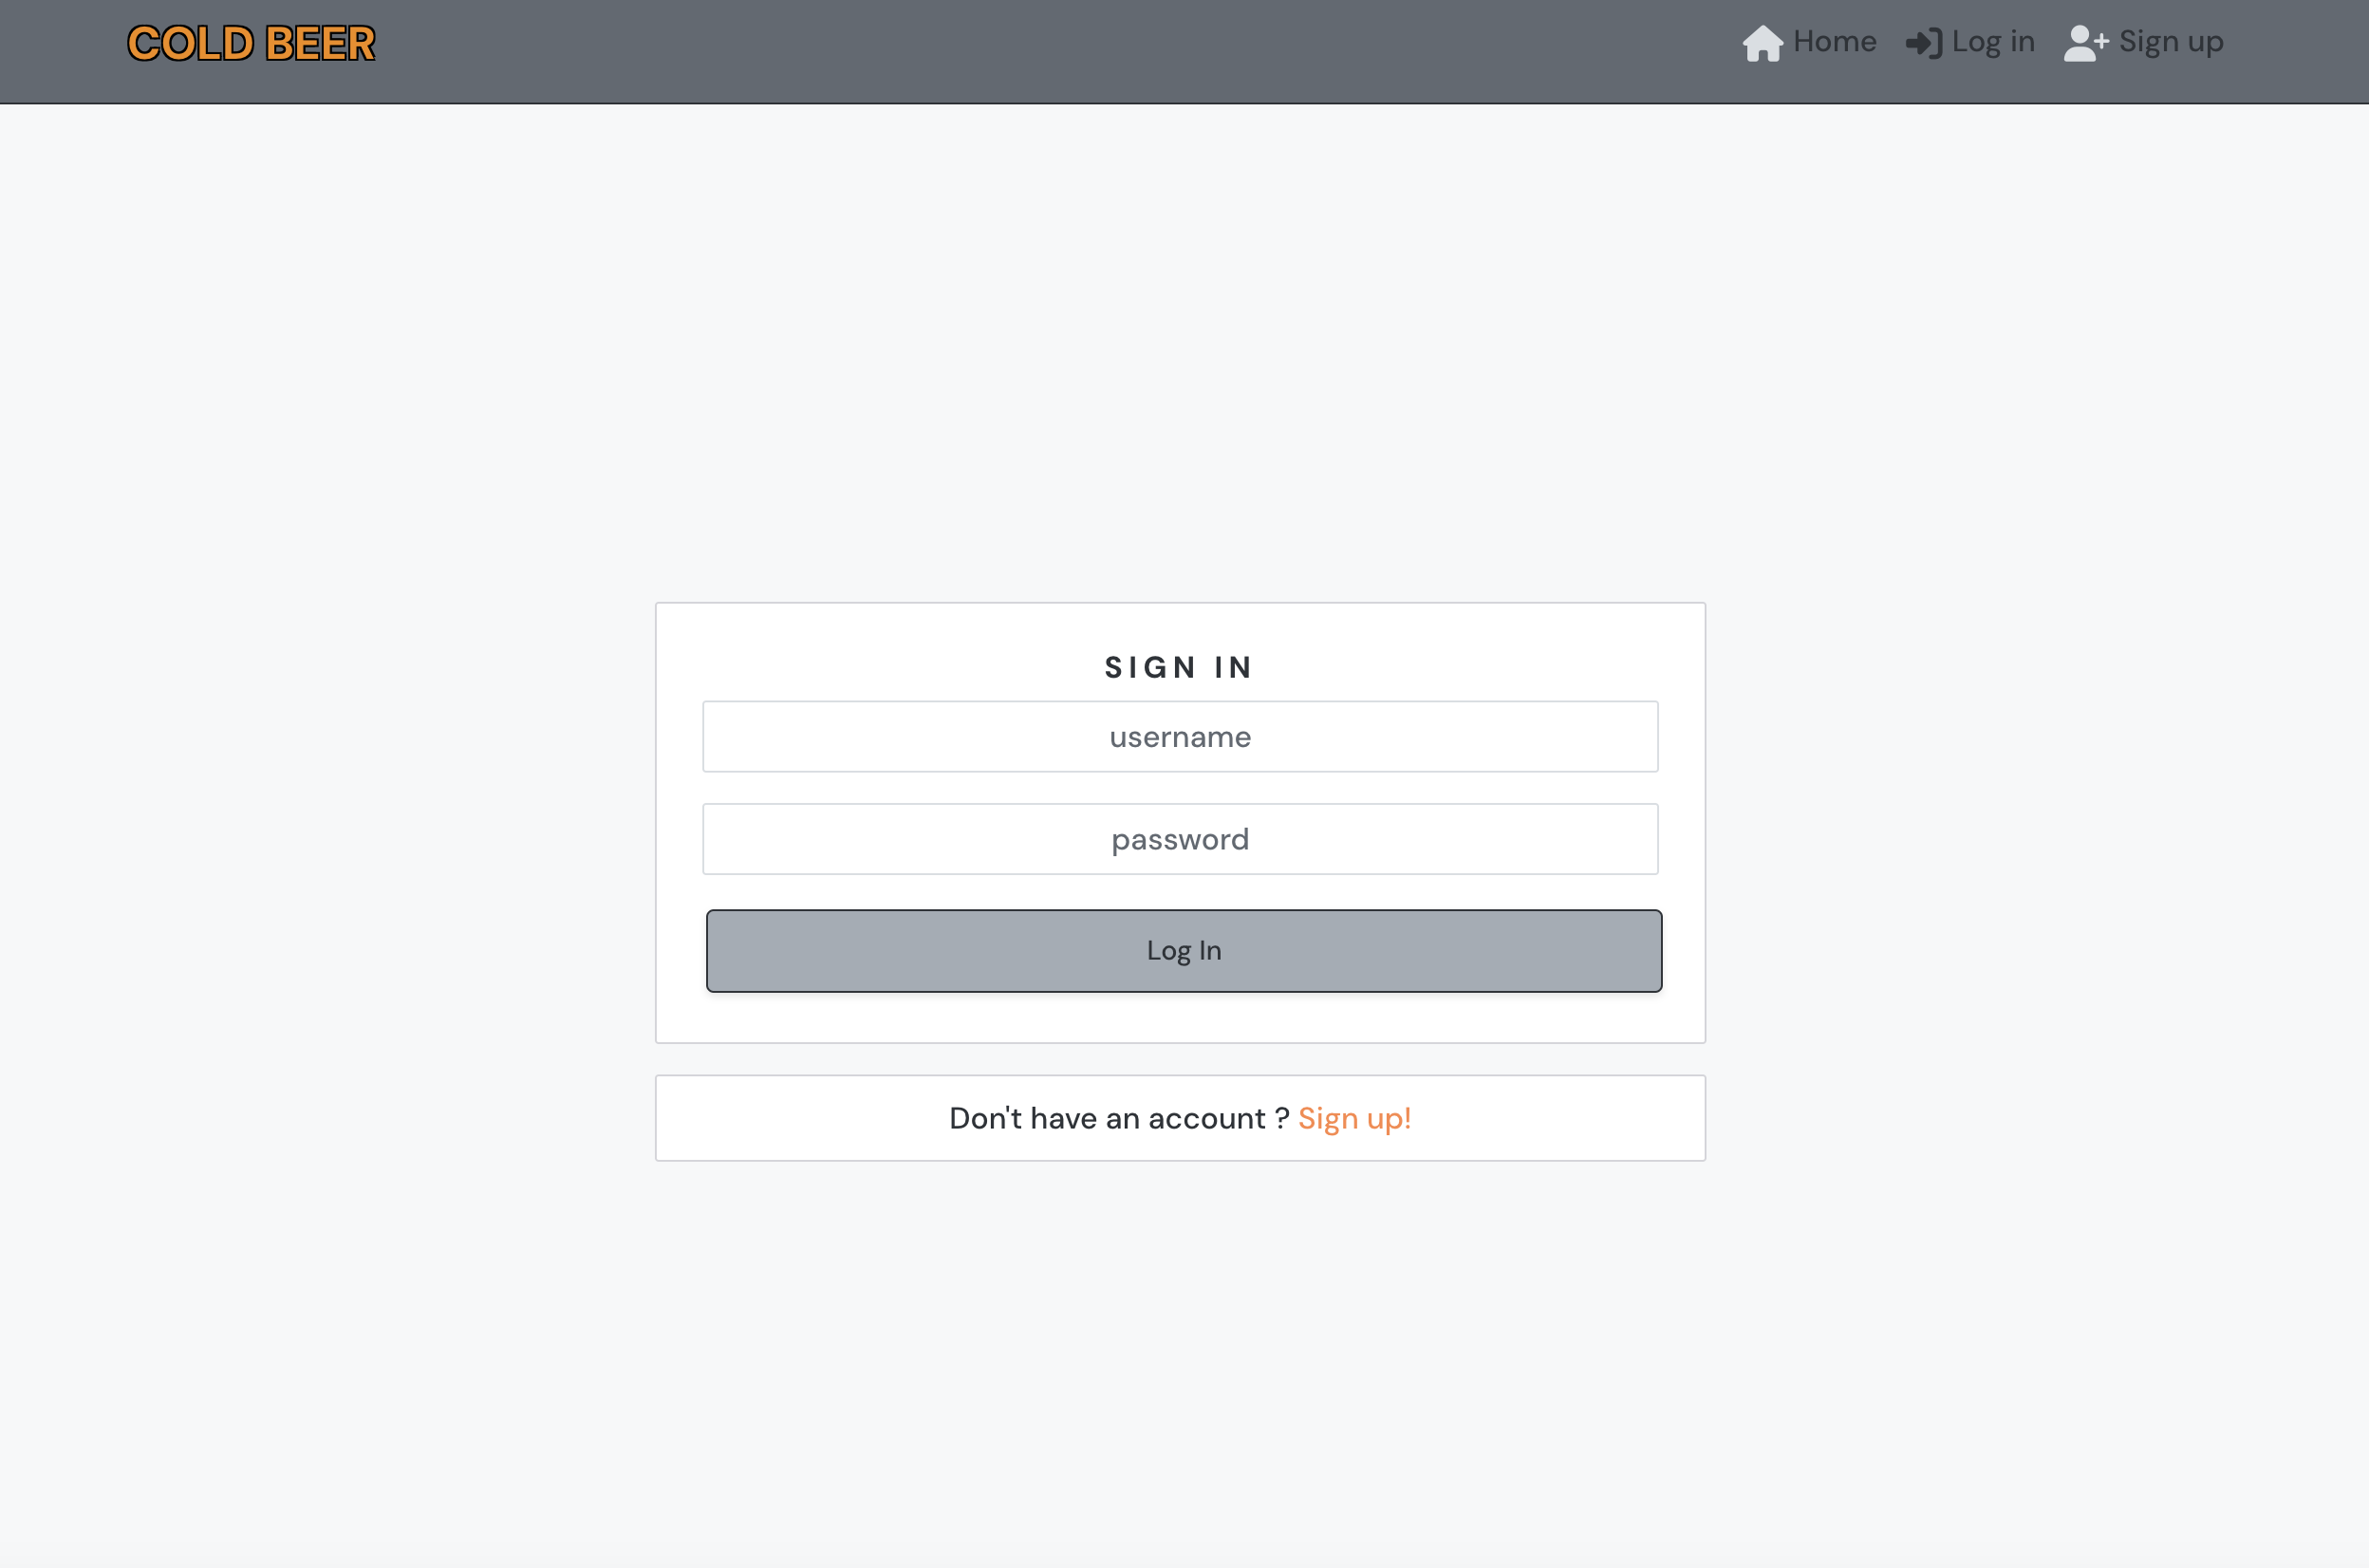 COLD BEER
Home Log in Sign up
SIGN IN
username
password
Log In
Don't have an account ? Sign up!